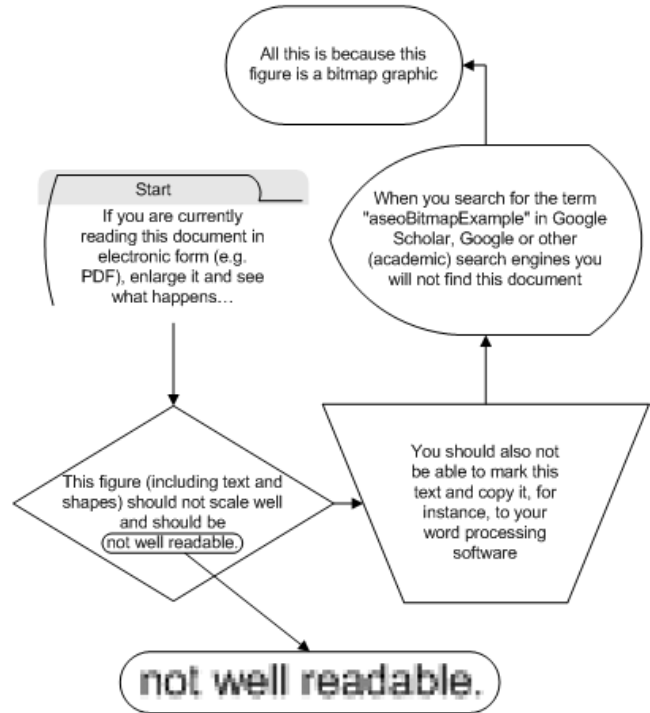 Start
If you are currently
reading this document in
electronic form (e.g.
PDF), enlarge it and see
what happens…
This figure (including text and
shapes) should not scale well
and should be
not well readable.
not well readable.
You should also not
be able to mark this
text and copy it, for
instance, to your
word processing
software
When you search for the term
"aseoBitmapExample" in Google
Scholar, Google or other
(academic) search engines you
will not find this document
All this is because this
figure is a bitmap graphic